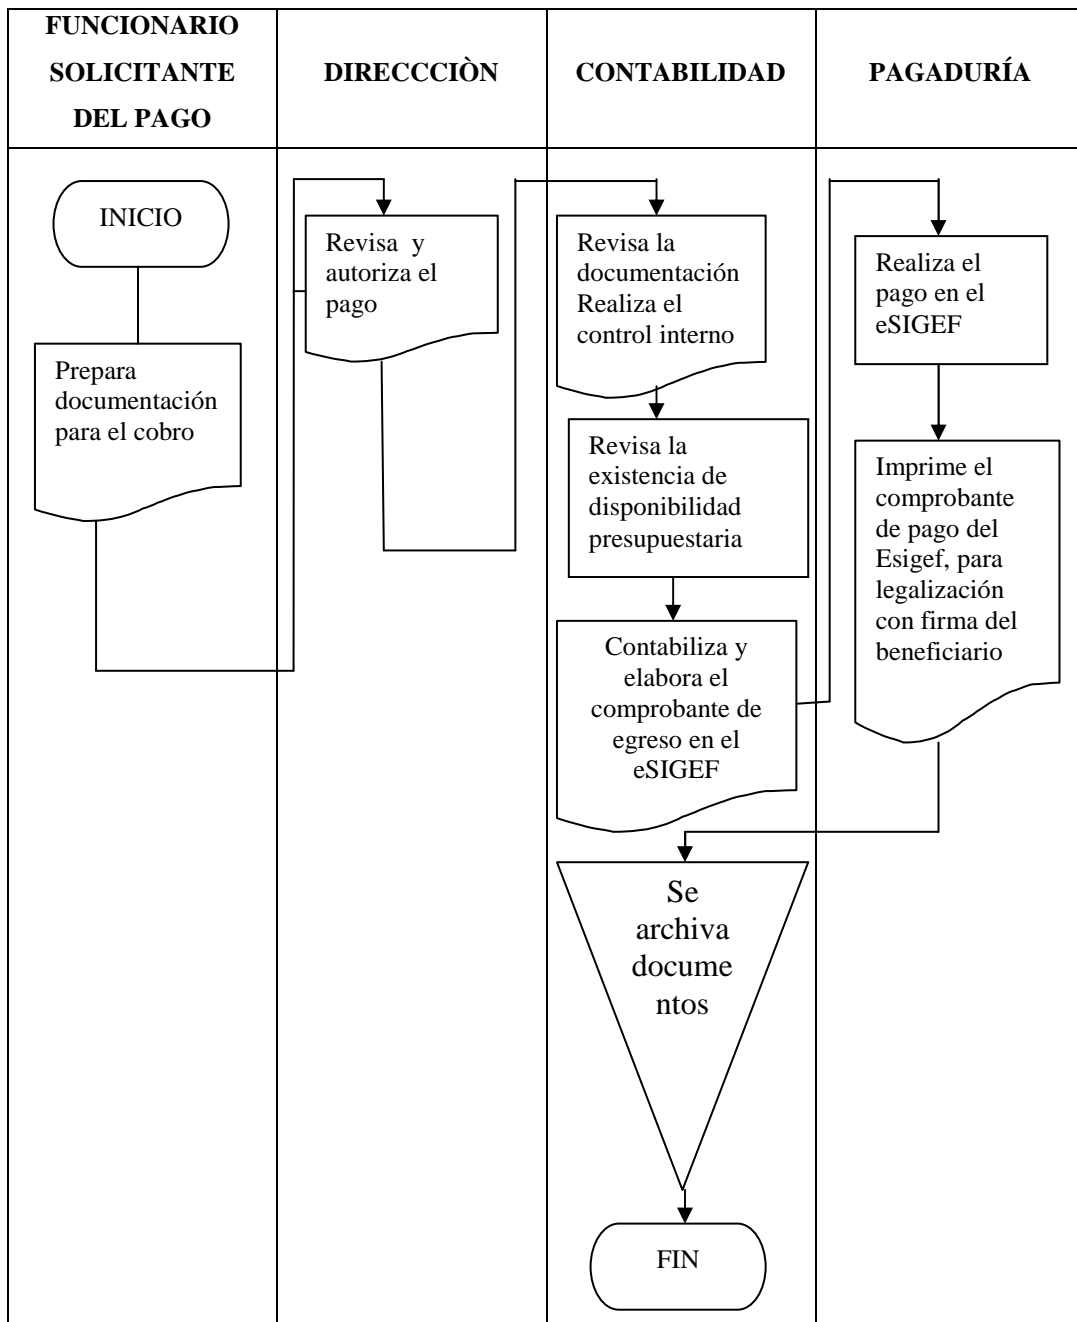 FUNCIONARIO
SOLICITANTE
DEL PAGO
DIRECCCIÒN
CONTABILIDAD
PAGADURÍA
INICIO
Prepara
documentación
para el cobro
Revisa y
autoriza el
pago
Revisa la
documentación
Realiza el
control interno
Revisa la
existencia de
disponibilidad
presupuestaria
Contabiliza y
elabora el
comprobante de
egreso en el
eSIGEF
Realiza el
pago en el
eSIGEF
Imprime el
comprobante
de pago del
Esigef, para
legalización
con firma del
beneficiario
Se
archiva
docume
ntos
FIN